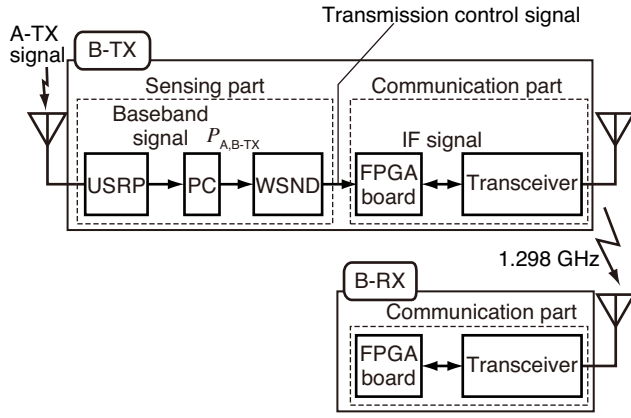 Transmission control signal
A-TX
signal
B-TX
Sensing part
Communication part
Baseband
signal
P_A,B-TX
IF signal
USRP
PC
WSND
FPGA
board
Transceiver
1.298 GHz
B-RX
Communication part
FPGA
board
Transceiver